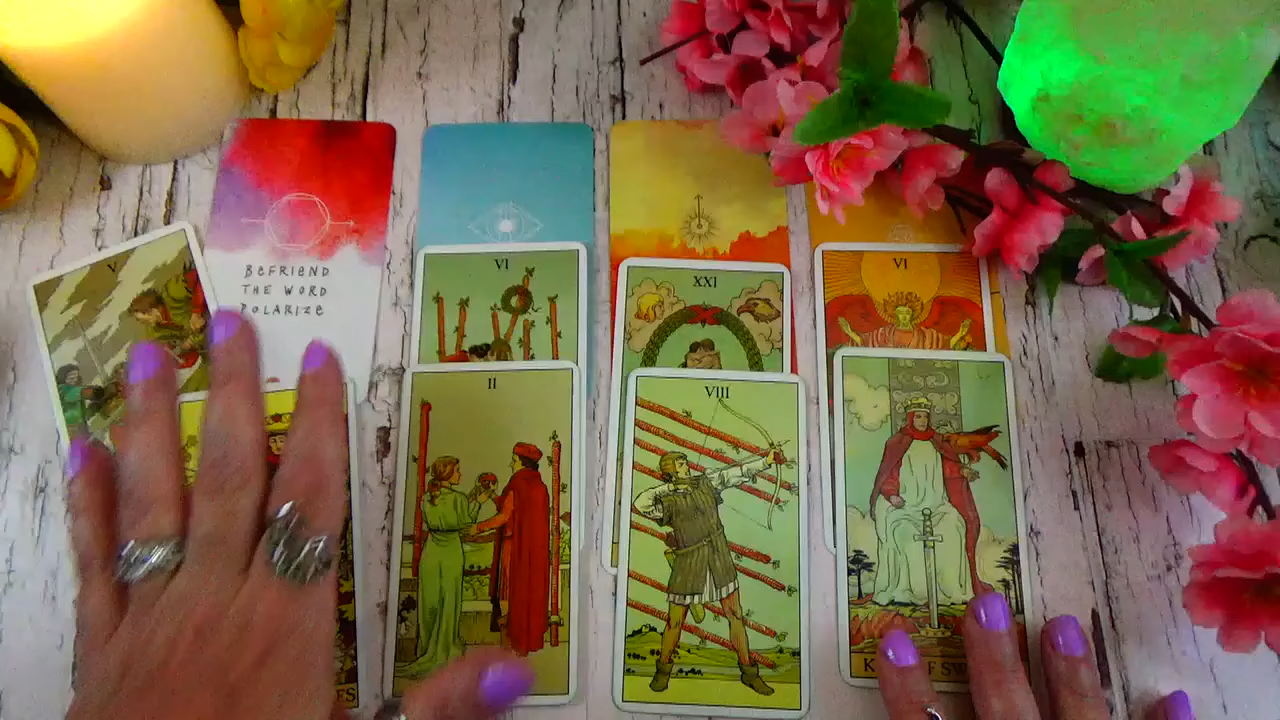 BEFRIEND
THE WORD
POLARIZE
V
VI
XXI
VI
II
VIII